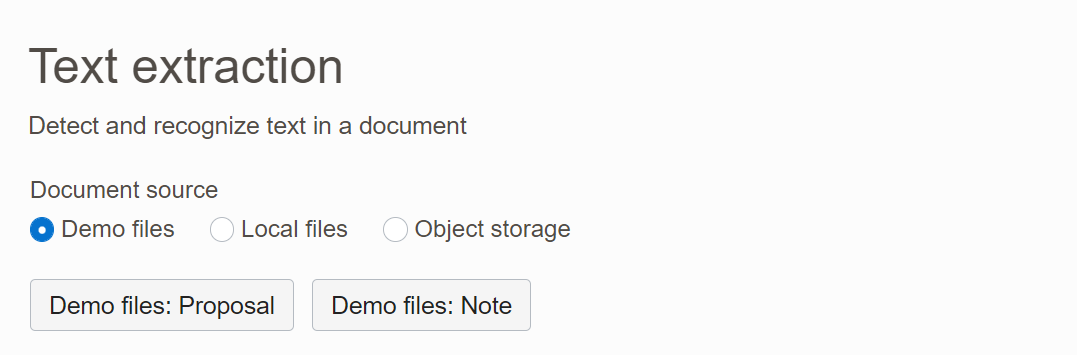 Text extraction
Detect and recognize text in a document
Document source
Demo files Local files Object storage
Demo files: Proposal Demo files: Note